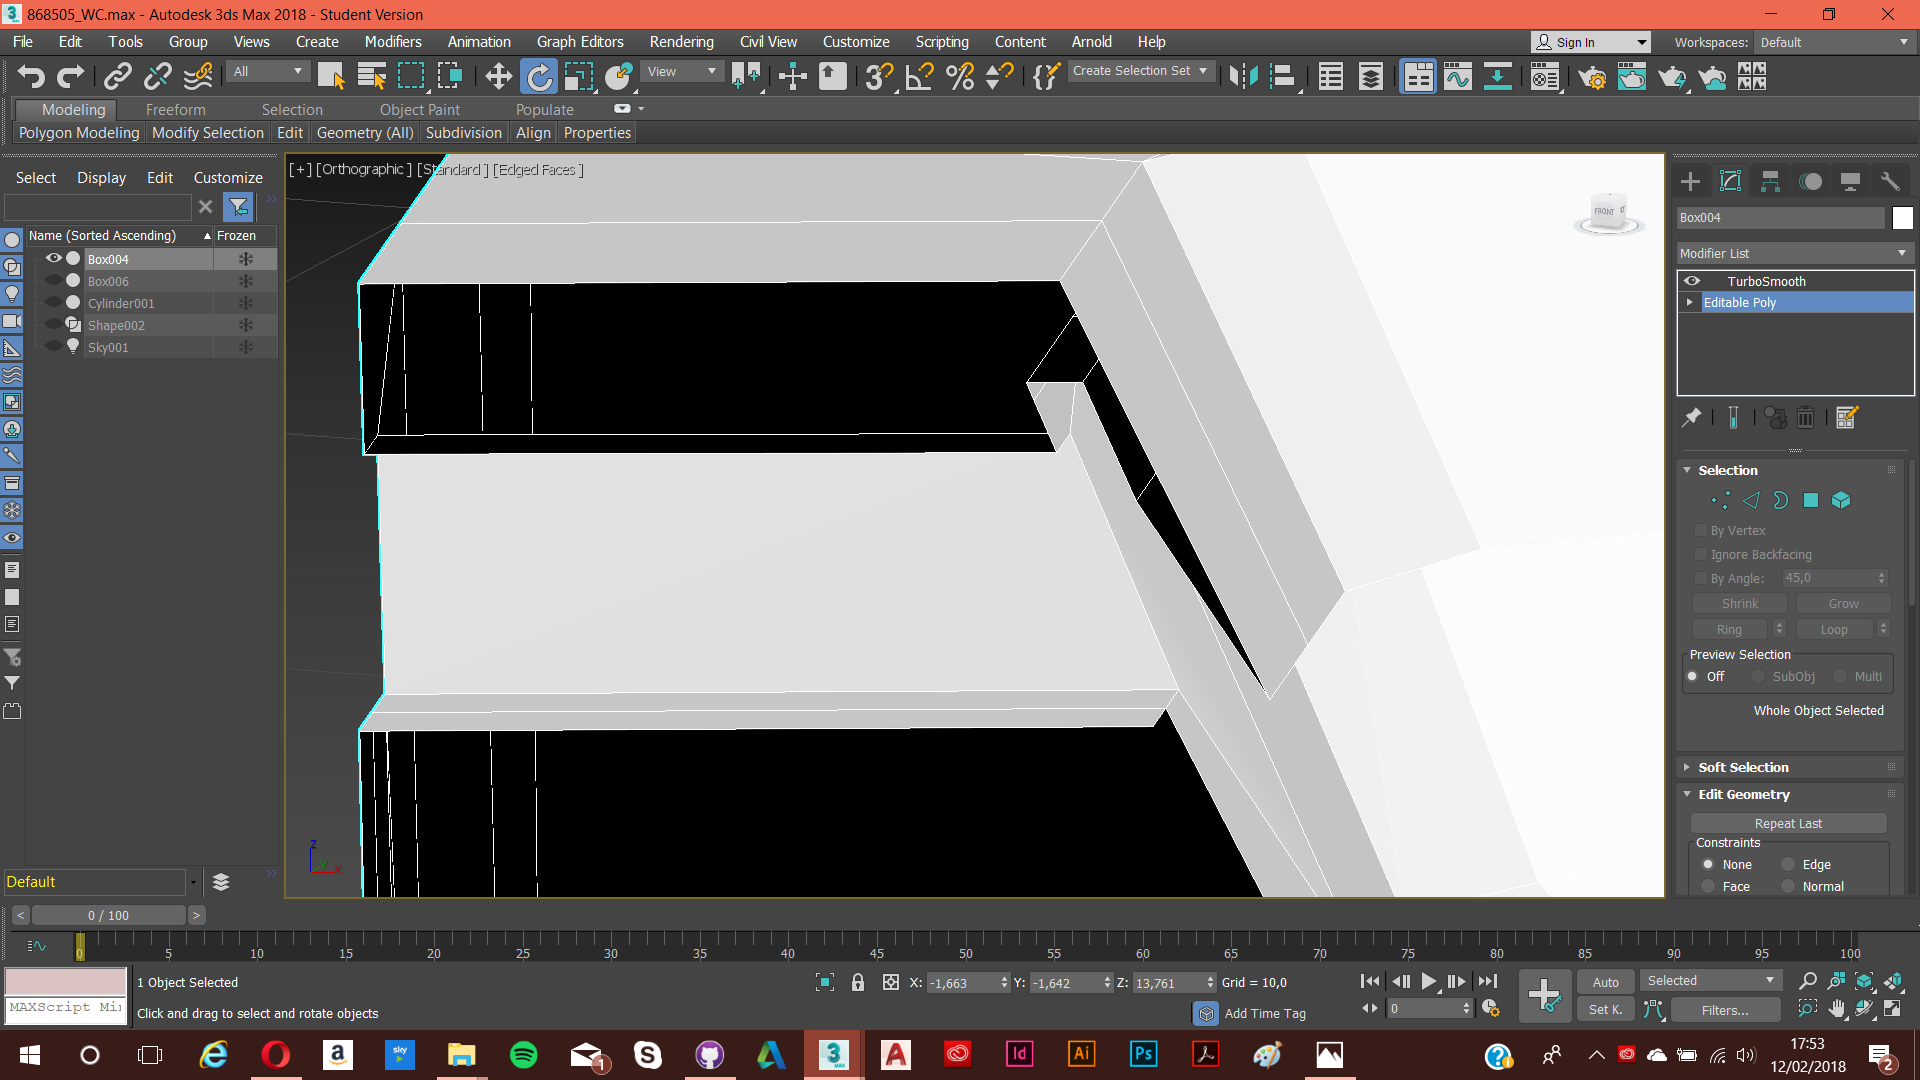 868505_WC.max - Autodesk 3ds Max 2018 - Student Version
File Edit Tools Group Views Create Modifiers Animation Graph Editors Rendering Civil View Customize Scripting Content Arnold Help
Sign In
Workspaces: Default
All
View
Create Selection Set
Modeling Freeform Selection Object Paint Populate
Polygon Modeling Modify Selection Edit Geometry (All) Subdivision Align Properties
Select Display Edit Customize
Name (Sorted Ascending) Frozen
Box004
Box006
Cylinder001
Shape002
Sky001
[+] [Orthographic] [Standard] [Edged Faces]
FRONT
z
y
x
Box004
Modifier List
TurboSmooth
Editable Poly
Selection
By Vertex
Ignore Backfacing
By Angle: 45,0
Shrink Grow
Ring Loop
Preview Selection
Off SubObj Multi
Whole Object Selected
Soft Selection
Edit Geometry
Repeat Last
Constraints
None Edge
Face Normal
Default
< 0 / 100 >
0 5 10 15 20 25 30 35 40 45 50 55 60 65 70 75 80 85 90 95 100
1 Object Selected
X: -1,663 Y: -1,642 Z: 13,761 Grid = 10,0
Auto Selected
MAXScript Mi
Click and drag to select and rotate objects
Add Time Tag
0
Set K. Filters...
a
sky
1
S
3
MAX
A
Id
Ai
Ps
17:53
12/02/2018
2